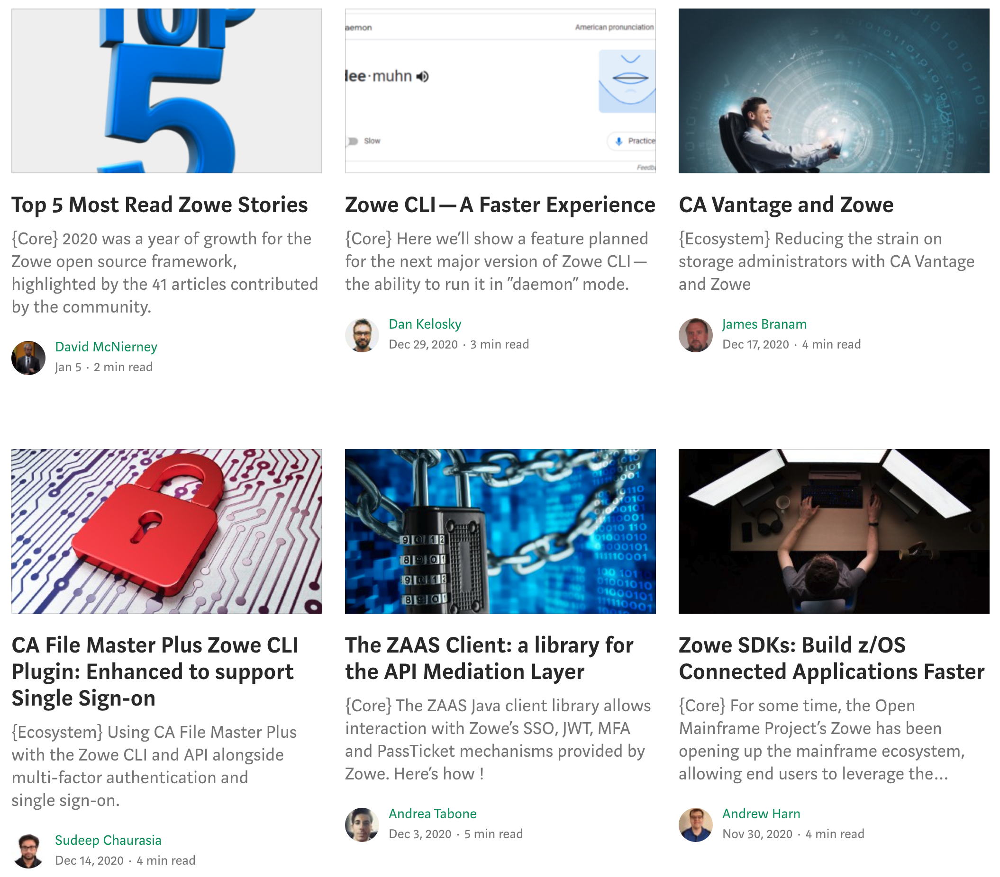 TOP
5
aemon
American pronunciation
dee·muhn
Slow
Practice
Top 5 Most Read Zowe Stories
{Core} 2020 was a year of growth for the
Zowe open source framework,
highlighted by the 41 articles contributed
by the community.
David McNierney
Jan 5 · 2 min read
Zowe CLI — A Faster Experience
{Core} Here we’ll show a feature planned
for the next major version of Zowe CLI —
the ability to run it in ”daemon” mode.
Dan Kelosky
Dec 29, 2020 · 3 min read
CA Vantage and Zowe
{Ecosystem} Reducing the strain on
storage administrators with CA Vantage
and Zowe
James Branam
Dec 17, 2020 · 4 min read
CA File Master Plus Zowe CLI
Plugin: Enhanced to support
Single Sign-on
{Ecosystem} Using CA File Master Plus
with the Zowe CLI and API alongside
multi-factor authentication and
single sign-on.
Sudeep Chaurasia
Dec 14, 2020 · 4 min read
9 0 1 2
8 9 0 1
9 0 1 2
8 9 0 1
The ZAAS Client: a library for
the API Mediation Layer
{Core} The ZAAS Java client library allows
interaction with Zowe’s SSO, JWT, MFA
and PassTicket mechanisms provided by
Zowe. Here’s how !
Andrea Tabone
Dec 3, 2020 · 5 min read
Zowe SDKs: Build z/OS
Connected Applications Faster
{Core} For some time, the Open
Mainframe Project’s Zowe has been
opening up the mainframe ecosystem,
allowing end users to leverage the…
Andrew Harn
Nov 30, 2020 · 4 min read